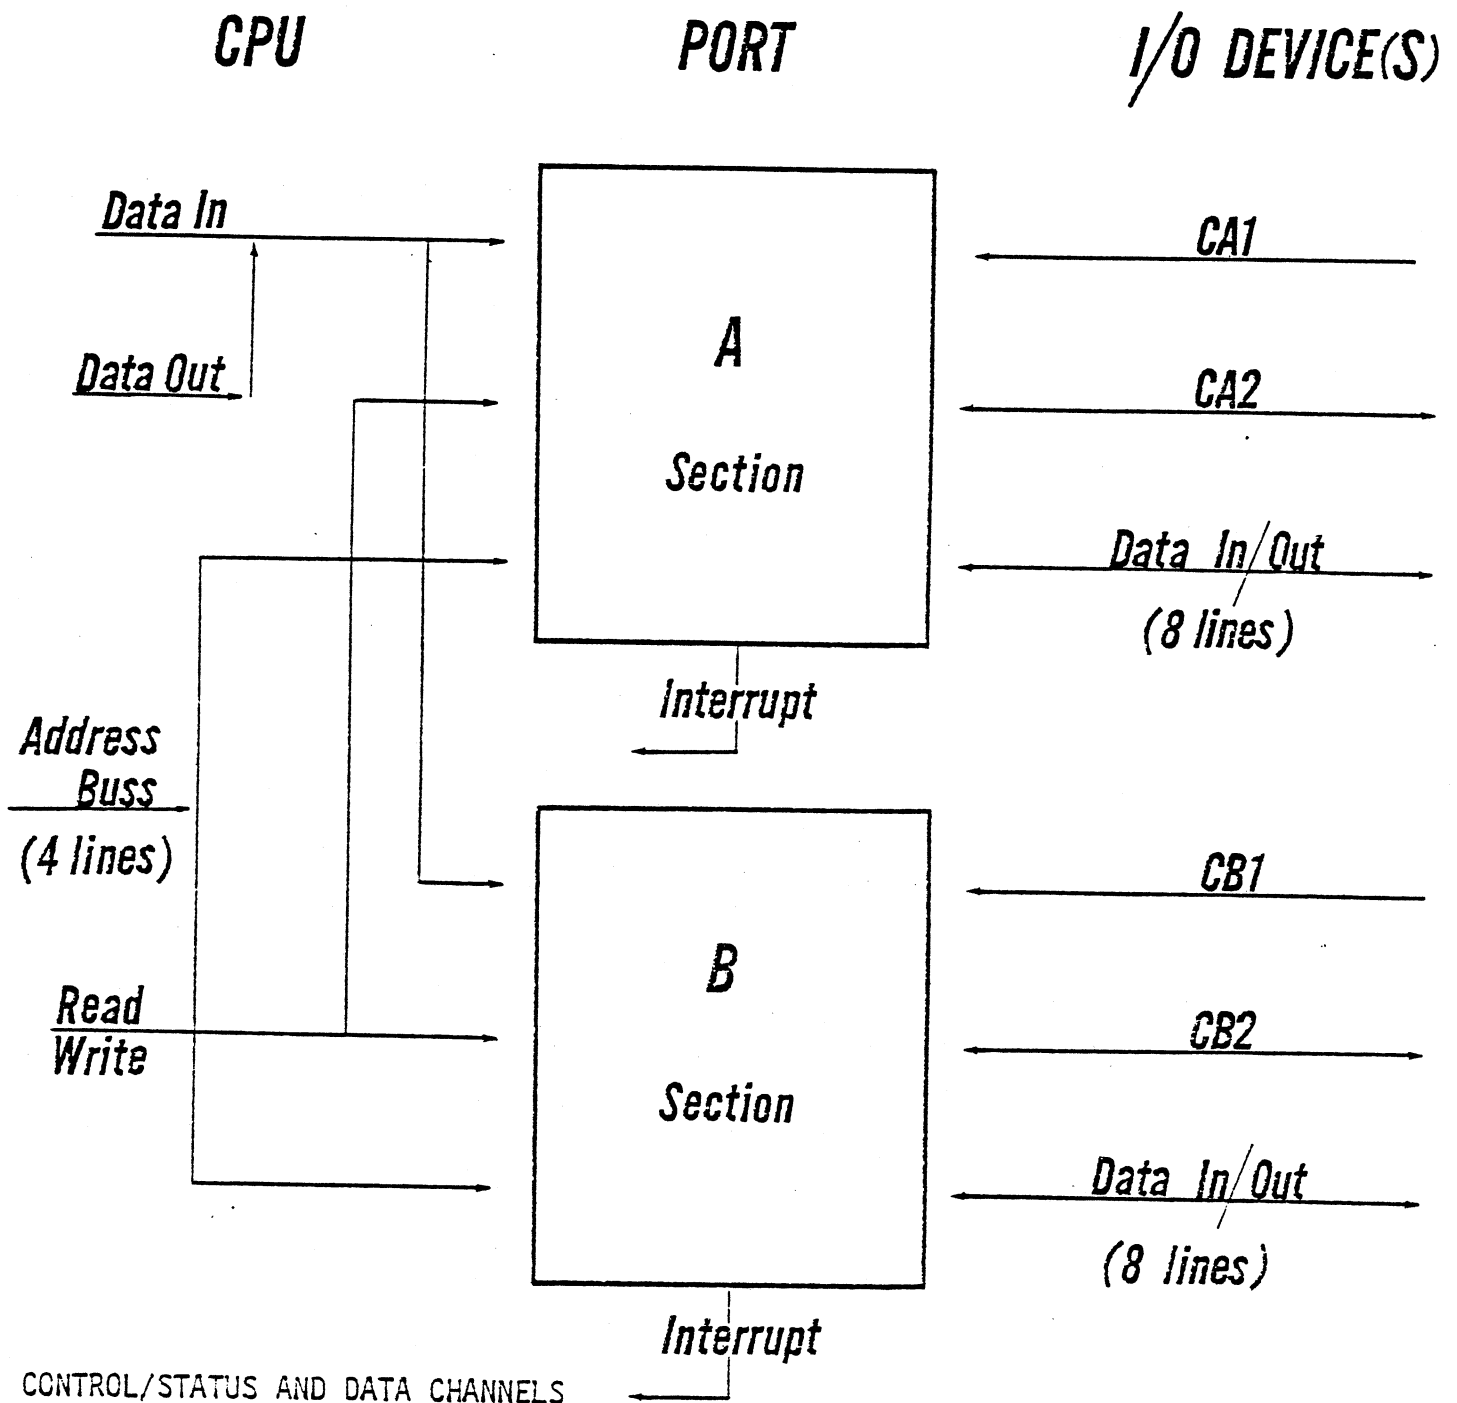 CPU PORT I/O DEVICE(S)
Data In
CA1
A
Data Out
CA2
Section
Data In/Out
(8 lines)
Interrupt
Address
Buss
(4 lines)
CB1
B
Read
Write
CB2
Section
Data In/Out
(8 lines)
Interrupt
CONTROL/STATUS AND DATA CHANNELS